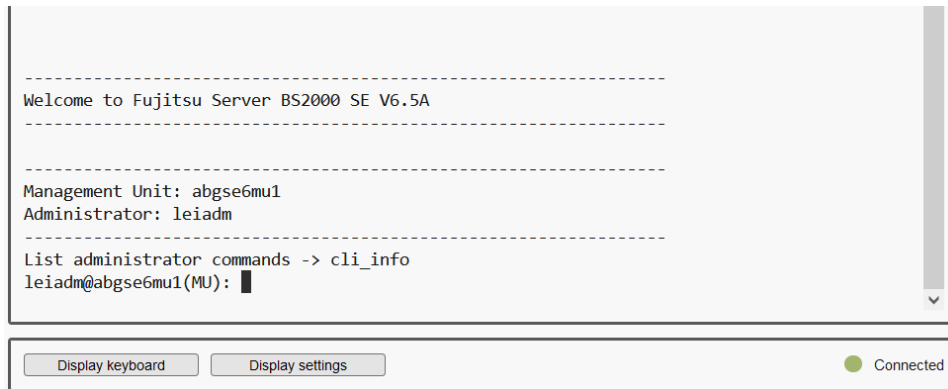 -----------------------------------------------------------------
Welcome to Fujitsu Server BS2000 SE V6.5A
-----------------------------------------------------------------
-----------------------------------------------------------------
Management Unit: abgse6mu1
Administrator: leiadm
-----------------------------------------------------------------
List administrator commands -> cli_info
leiadm@abgse6mu1(MU):
Display keyboard Display settings Connected